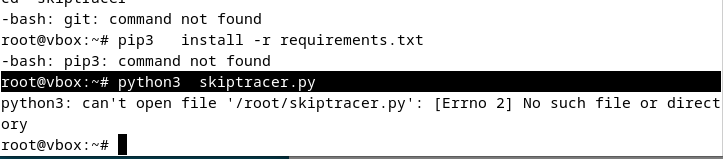 cd  skiptracer
-bash: git: command not found
root@vbox:~# pip3   install -r requirements.txt
-bash: pip3: command not found
root@vbox:~# python3  skiptracer.py
python3: can't open file '/root/skiptracer.py': [Errno 2] No such file or direct
ory
root@vbox:~#